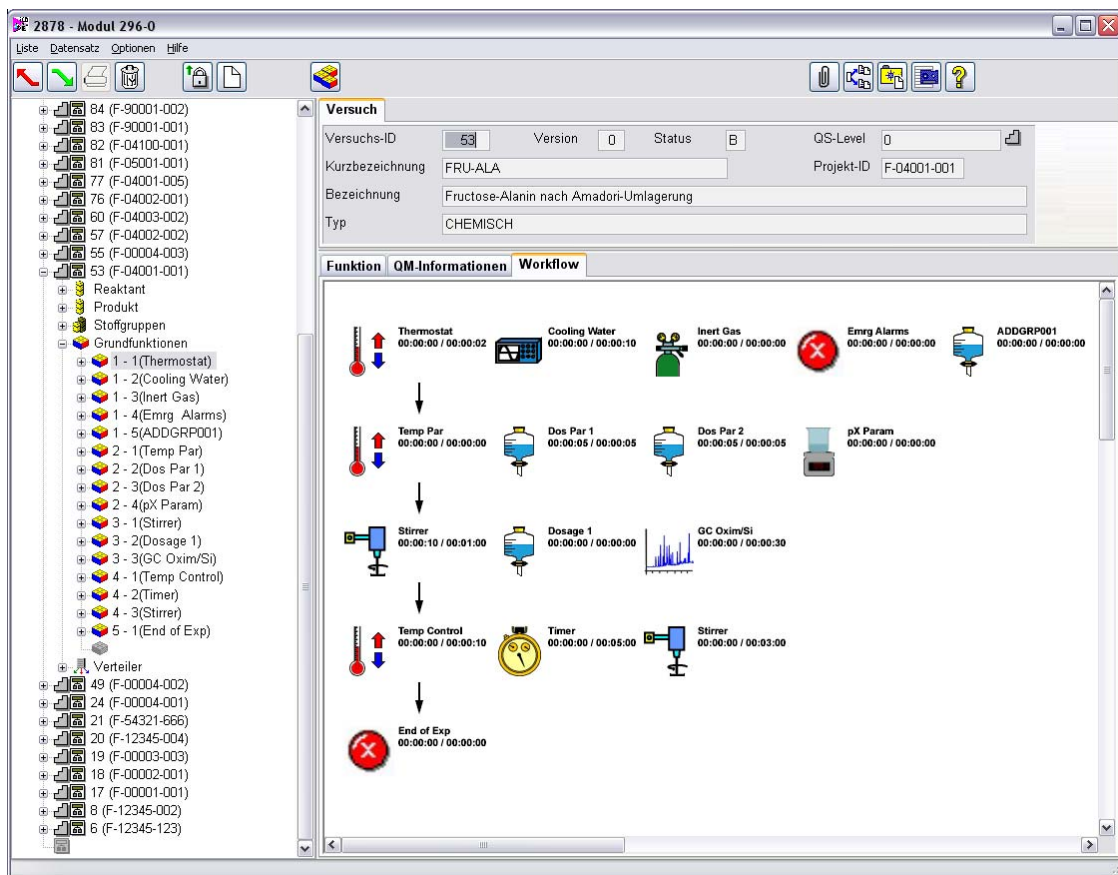 2878 - Modul 296-0
Liste Datensatz Optionen Hilfe
84 (F-90001-002)
83 (F-90001-001)
82 (F-04100-001)
81 (F-05001-001)
77 (F-04001-005)
76 (F-04002-001)
60 (F-04003-002)
57 (F-04002-002)
55 (F-00004-003)
53 (F-04001-001)
Reaktant
Produkt
Stoffgruppen
Grundfunktionen
1 - 1(Thermostat)
1 - 2(Cooling Water)
1 - 3(Inert Gas)
1 - 4(Emrg Alarms)
1 - 5(ADDGRP001)
2 - 1(Temp Par)
2 - 2(Dos Par 1)
2 - 3(Dos Par 2)
2 - 4(pX Param)
3 - 1(Stirrer)
3 - 2(Dosage 1)
3 - 3(GC Oxim/Si)
4 - 1(Temp Control)
4 - 2(Timer)
4 - 3(Stirrer)
5 - 1(End of Exp)
Verteiler
49 (F-00004-002)
24 (F-00004-001)
21 (F-54321-666)
20 (F-12345-004)
19 (F-00003-003)
18 (F-00002-001)
17 (F-00001-001)
8 (F-12345-002)
6 (F-12345-123)
Versuch
Versuchs-ID 53 Version 0 Status B QS-Level 0
Kurzbezeichnung FRU-ALA Projekt-ID F-04001-001
Bezeichnung Fructose-Alanin nach Amadori-Umlagerung
Typ CHEMISCH
Funktion QM-Informationen Workflow
Thermostat Cooling Water Inert Gas Emrg Alarms ADDGRP001
00:00:00 / 00:00:02 00:00:00 / 00:00:10 00:00:00 / 00:00:00 00:00:00 / 00:00:00 00:00:00 / 00:00:00
Temp Par Dos Par 1 Dos Par 2 pX Param
00:00:00 / 00:00:00 00:00:05 / 00:00:05 00:00:05 / 00:00:05 00:00:00 / 00:00:00
Stirrer Dosage 1 GC Oxim/Si
00:00:10 / 00:01:00 00:00:00 / 00:00:00 00:00:00 / 00:00:30
Temp Control Timer Stirrer
00:00:00 / 00:00:10 00:00:00 / 00:05:00 00:00:00 / 00:03:00
End of Exp
00:00:00 / 00:00:00